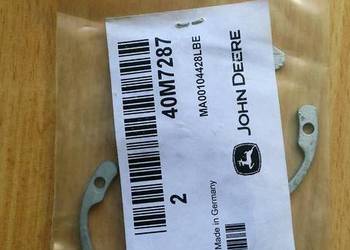 40M7287
2
MA00104428LBE
JOHN DEERE
Made in Germany